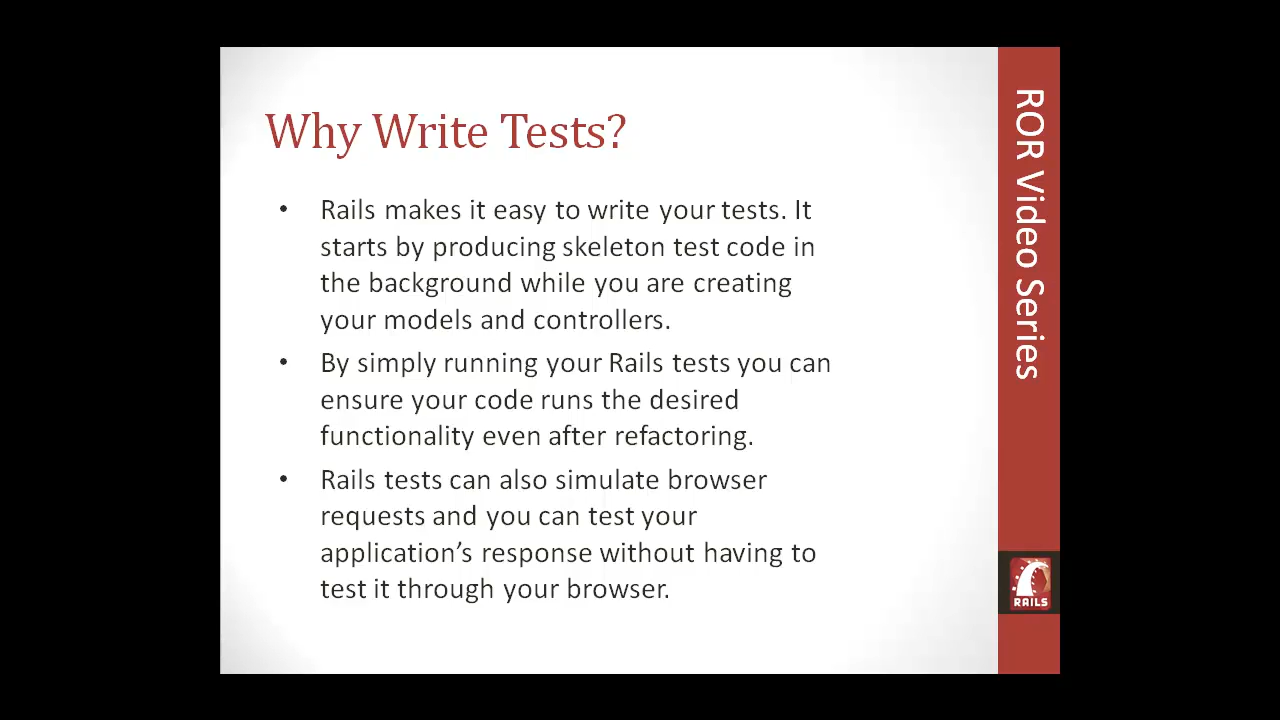 Why Write Tests?
• Rails makes it easy to write your tests. It
starts by producing skeleton test code in
the background while you are creating
your models and controllers.
• By simply running your Rails tests you can
ensure your code runs the desired
functionality even after refactoring.
• Rails tests can also simulate browser
requests and you can test your
application’s response without having to
test it through your browser.
ROR Video Series
RAILS